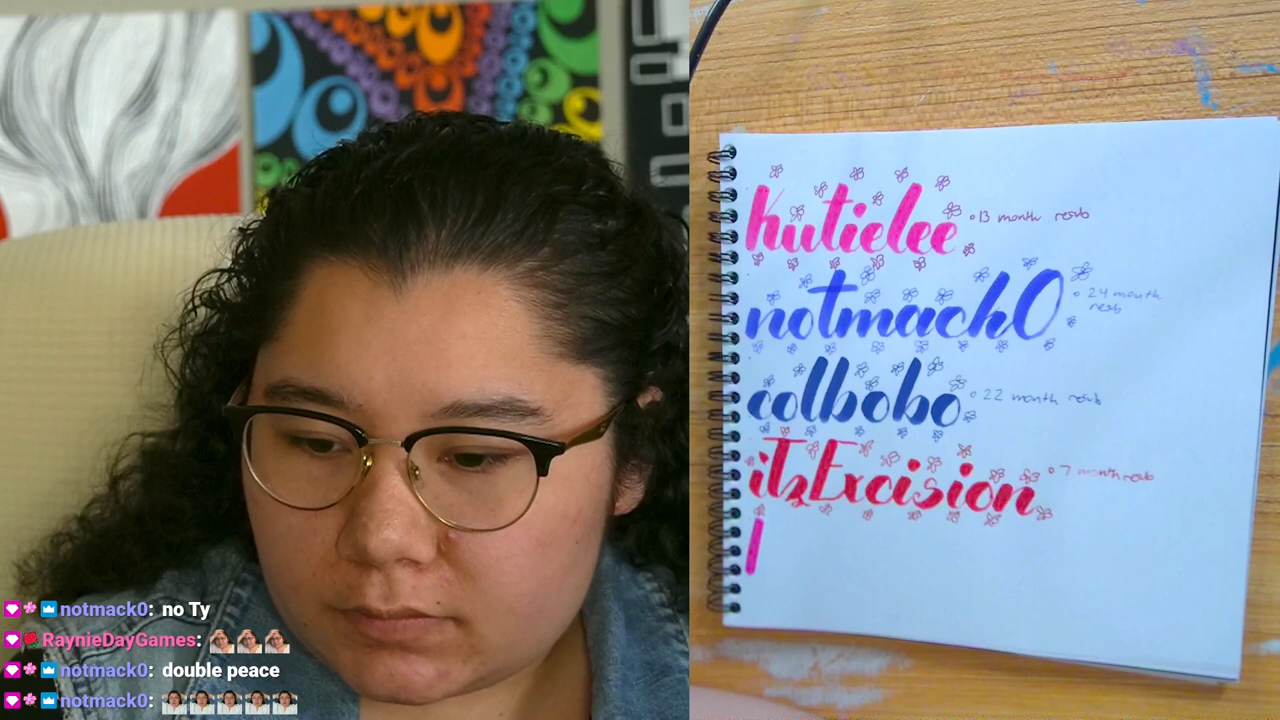 notmack0: no Ty
RaynieDayGames:
notmack0: double peace
notmack0:
kutielee
13 month resub
notmack0
24 month
resub
colbobo
22 month resub
itzExcision
7 month resub